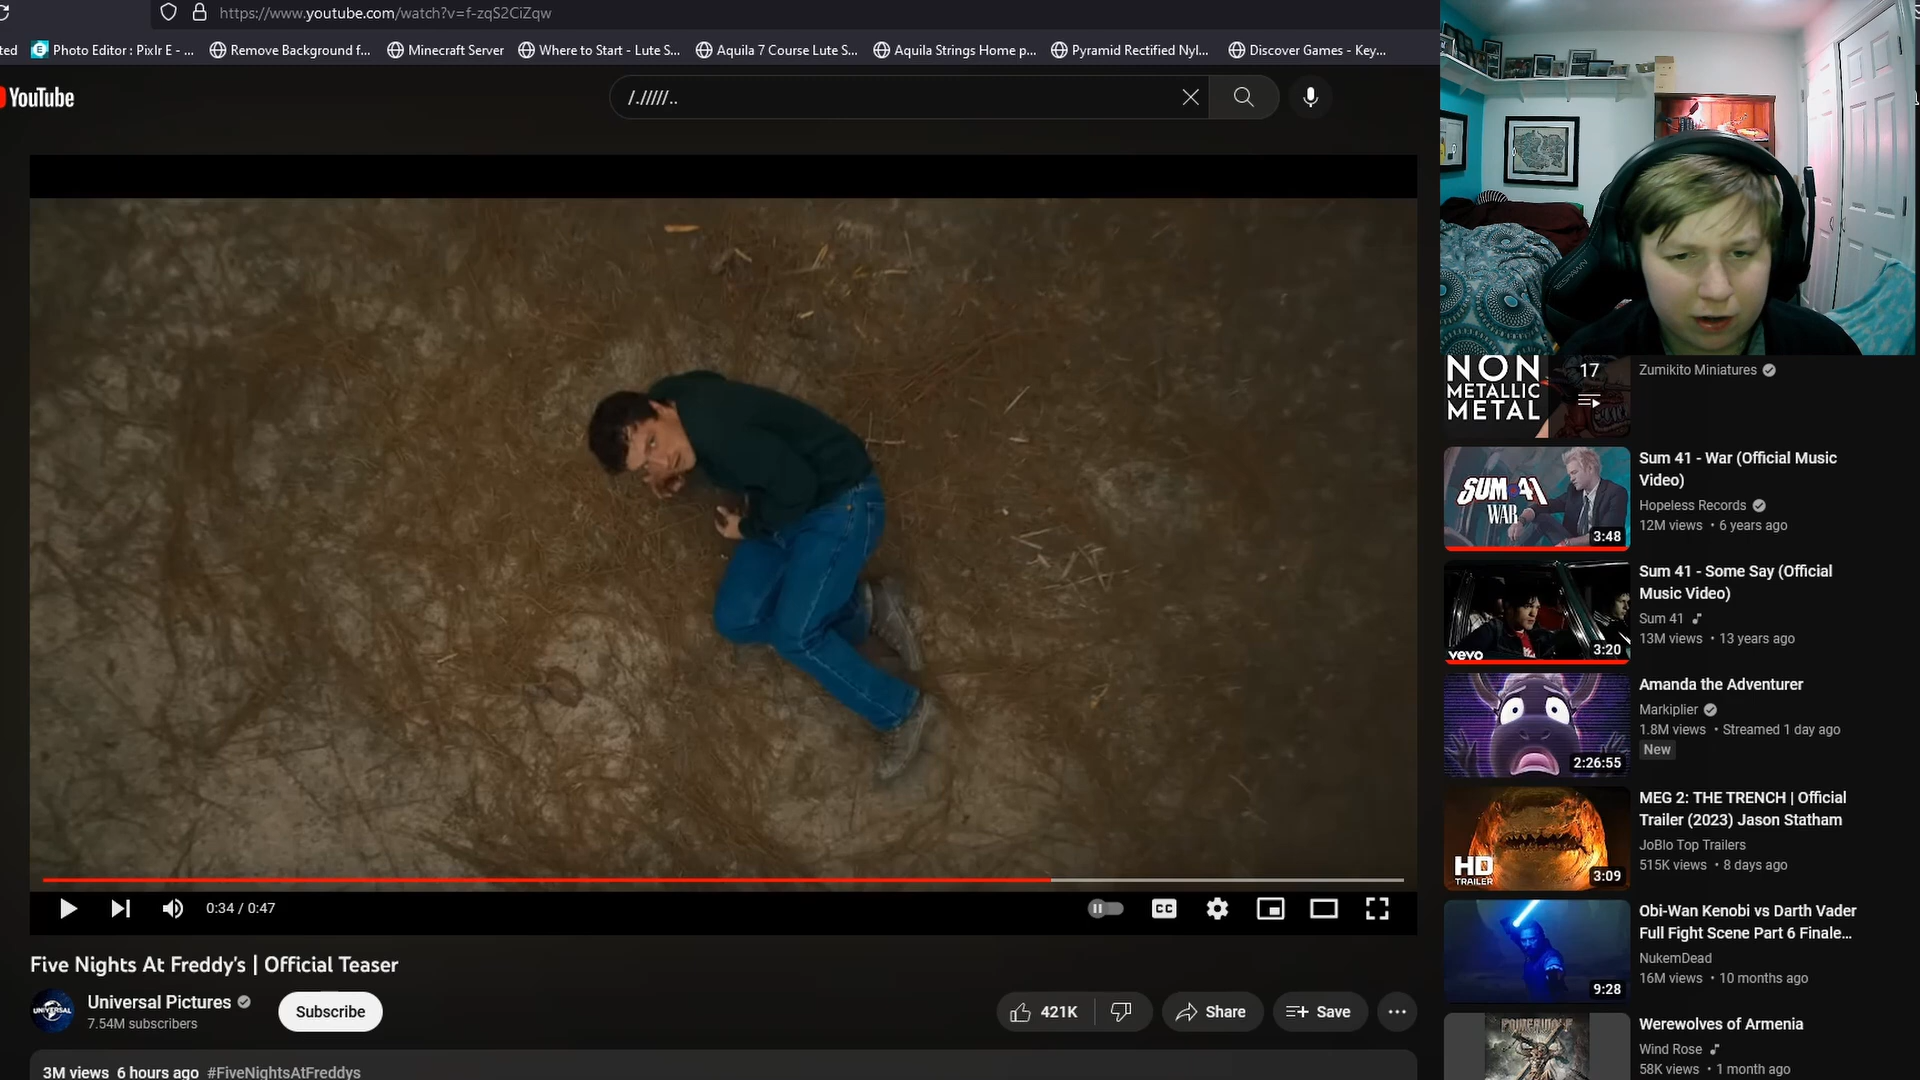 https://www.youtube.com/watch?v=f-zqS2CiZqw
ted Photo Editor : Pixlr E - ... Remove Background f... Minecraft Server Where to Start - Lute S... Aquila 7 Course Lute S... Aquila Strings Home p... Pyramid Rectified Nyl... Discover Games - Key...
YouTube
/./////..
NON
METALLIC
METAL
17
Zumikito Miniatures
SUM 41
WAR
3:48
Sum 41 - War (Official Music
Video)
Hopeless Records
12M views • 6 years ago
vevo
3:20
Sum 41 - Some Say (Official
Music Video)
Sum 41
13M views • 13 years ago
2:26:55
Amanda the Adventurer
Markiplier
1.8M views • Streamed 1 day ago
New
HD
TRAILER
3:09
MEG 2: THE TRENCH | Official
Trailer (2023) Jason Statham
JoBlo Top Trailers
515K views • 8 days ago
9:28
Obi-Wan Kenobi vs Darth Vader
Full Fight Scene Part 6 Finale...
NukemDead
16M views • 10 months ago
POWERWOLF
Werewolves of Armenia
Wind Rose
58K views • 1 month ago
0:34 / 0:47
CC
Five Nights At Freddy's | Official Teaser
UNIVERSAL
Universal Pictures
7.54M subscribers
Subscribe
421K
Share
Save
3M views 6 hours ago #FiveNightsAtFreddys